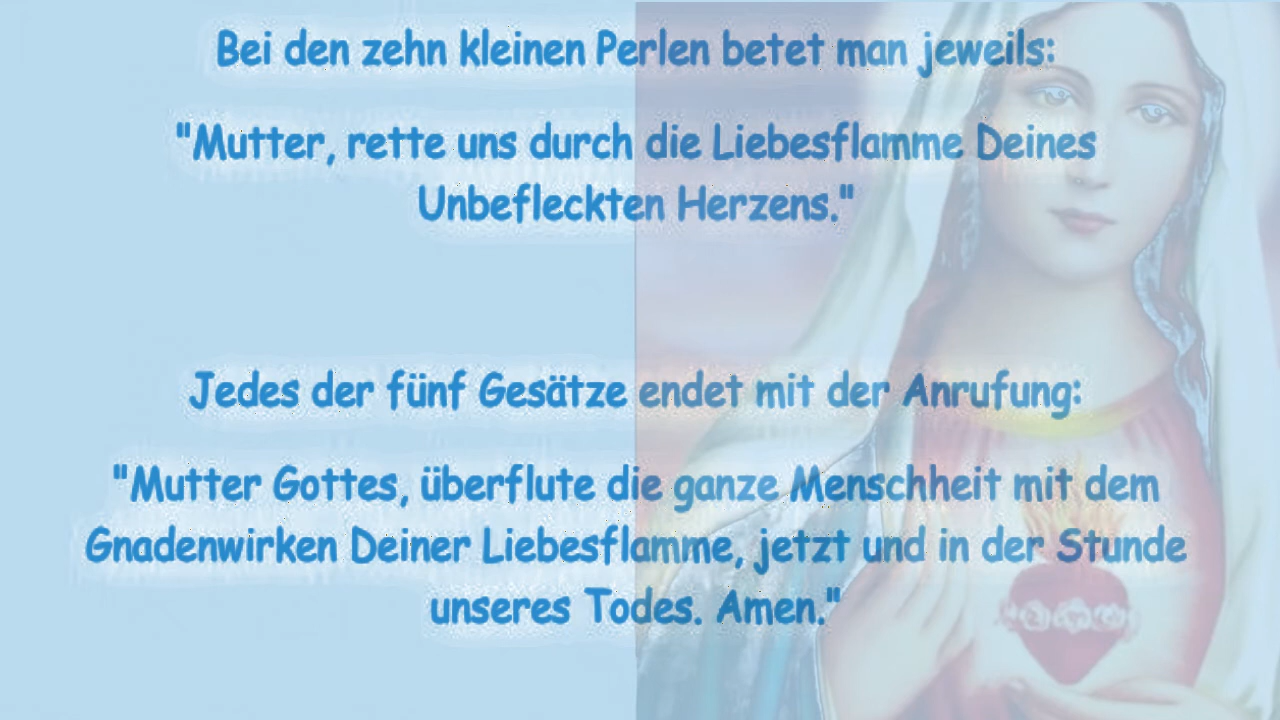 Bei den zehn kleinen Perlen betet man jeweils:
"Mutter, rette uns durch die Liebesflamme Deines
Unbefleckten Herzens."
Jedes der fünf Gesätze endet mit der Anrufung:
"Mutter Gottes, überflute die ganze Menschheit mit dem
Gnadenwirken Deiner Liebesflamme, jetzt und in der Stunde
unseres Todes. Amen."